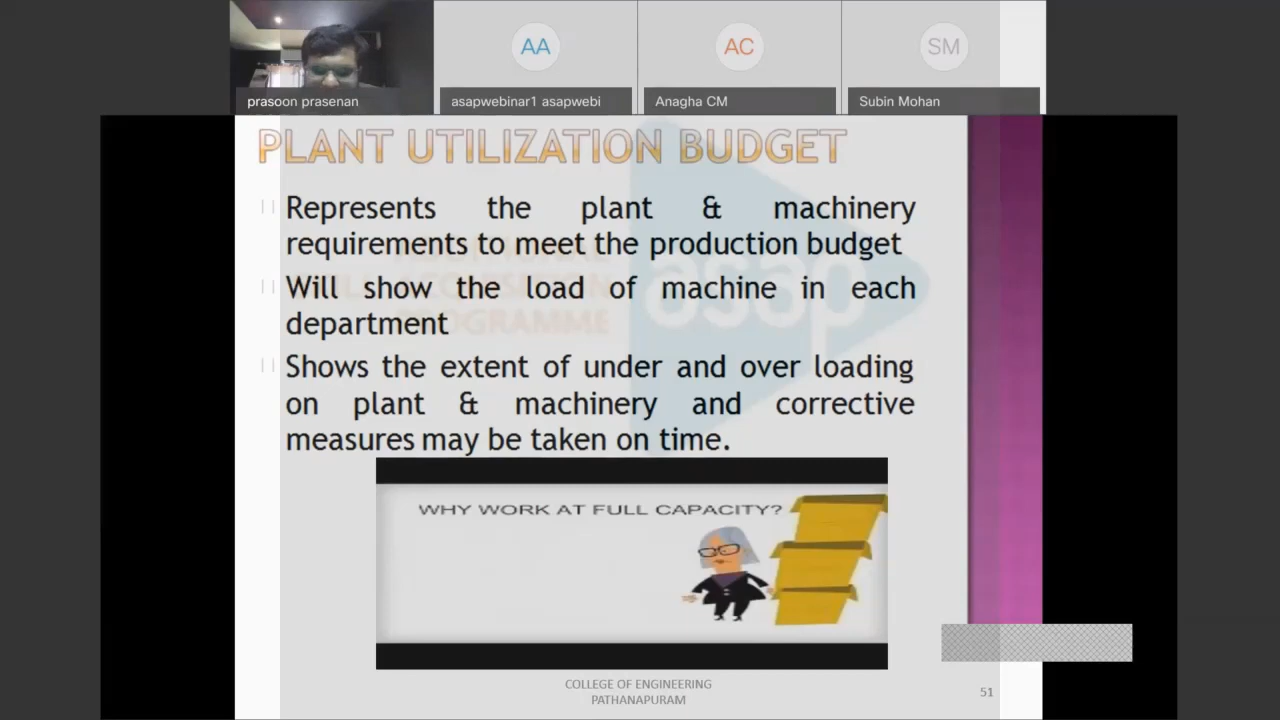 AA
AC
SM
prasoon prasenan
asapwebinar1 asapwebi
Anagha CM
Subin Mohan
PLANT UTILIZATION BUDGET
Represents the plant & machinery
requirements to meet the production budget
Will show the load of machine in each
department
Shows the extent of under and over loading
on plant & machinery and corrective
measures may be taken on time.
asap
PROGRAMME
WHY WORK AT FULL CAPACITY?
COLLEGE OF ENGINEERING
PATHANAPURAM
51